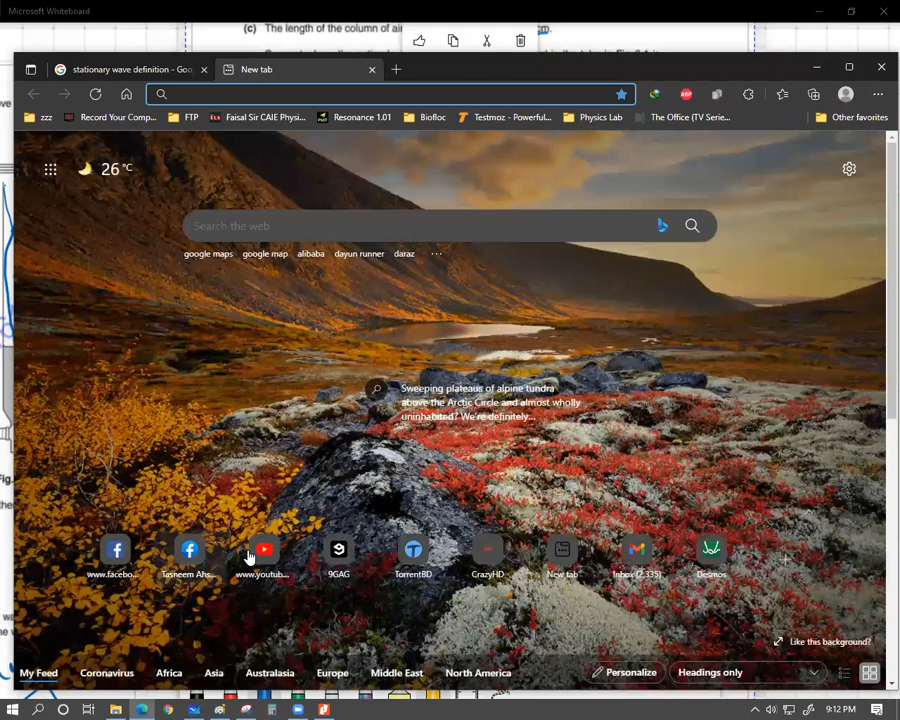 Microsoft Whiteboard
(c) The length of the column of air
stationary wave definition - Goo
New tab
zzz
Record Your Comp...
FTP
Faisal Sir CAIE Physi...
Resonance 1.01
Biofloc
Testmoz - Powerful...
Physics Lab
The Office (TV Serie...
Other favorites
26 °C
Search the web
google maps
google map
alibaba
dayun runner
daraz
...
Sweeping plateaus of alpine tundra
above the Arctic Circle and almost wholly
uninhabited? We're definitely...
www.facebo...
Tasneem Ahs...
www.youtub...
9GAG
TorrentBD
CrazyHD
New tab
Inbox (2,335)
Desmos
Like this background?
My Feed
Coronavirus
Africa
Asia
Australasia
Europe
Middle East
North America
Personalize
Headings only
9:12 PM